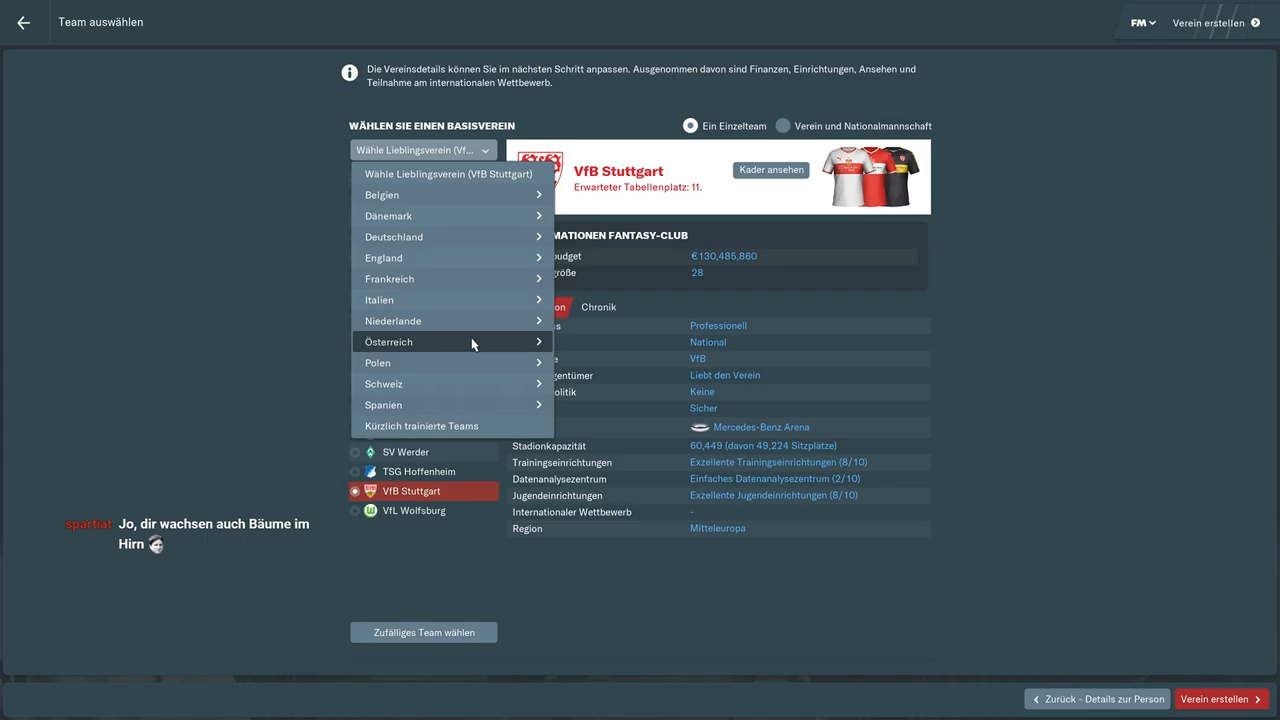 Team auswählen
FM
Verein erstellen
Die Vereinsdetails können Sie im nächsten Schritt anpassen. Ausgenommen davon sind Finanzen, Einrichtungen, Ansehen und
Teilnahme am internationalen Wettbewerb.
WÄHLEN SIE EINEN BASISVEREIN
Ein Einzelteam
Verein und Nationalmannschaft
Wähle Lieblingsverein (Vf...
VfB Stuttgart
Erwarteter Tabellenplatz: 11.
Kader ansehen
Wähle Lieblingsverein (VfB Stuttgart)
Belgien
Dänemark
Deutschland
England
Frankreich
Italien
Niederlande
Österreich
Polen
Schweiz
Spanien
Kürzlich trainierte Teams
SV Werder
TSG Hoffenheim
VfB Stuttgart
VfL Wolfsburg
Zufälliges Team wählen
MATIONEN FANTASY-CLUB
budget €130,485,860
größe 28
on Chronik
s Professionell
National
e VfB
gentümer Liebt den Verein
olitik Keine
Sicher
Mercedes-Benz Arena
Stadionkapazität 60,449 (davon 49,224 Sitzplätze)
Trainingseinrichtungen Exzellente Trainingseinrichtungen (8/10)
Datenanalysezentrum Einfaches Datenanalysezentrum (2/10)
Jugendeinrichtungen Exzellente Jugendeinrichtungen (8/10)
Internationaler Wettbewerb -
Region Mitteleuropa
spartiat Jo, dir wachsen auch Bäume im
Hirn
Zurück - Details zur Person
Verein erstellen